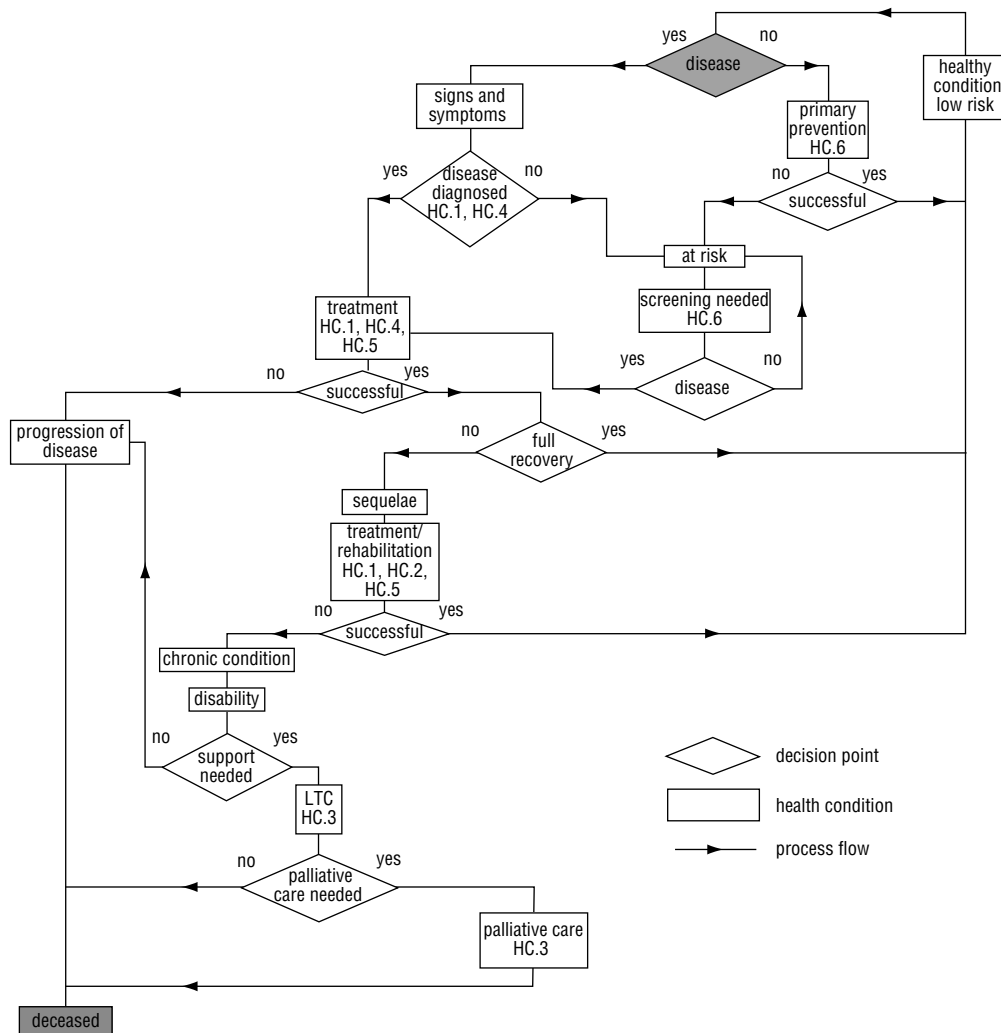 yes
no
disease
healthy
condition
low risk
signs and
symptoms
primary
prevention
HC.6
yes
disease
diagnosed
HC.1, HC.4
no
no
yes
successful
at risk
treatment
HC.1, HC.4,
HC.5
screening needed
HC.6
yes
no
disease
no
yes
successful
progression of
disease
no
full
recovery
yes
sequelae
treatment/
rehabilitation
HC.1, HC.2,
HC.5
no
yes
successful
chronic condition
disability
no
yes
support
needed
decision point
LTC
HC.3
health condition
process flow
no
yes
palliative
care needed
palliative care
HC.3
deceased